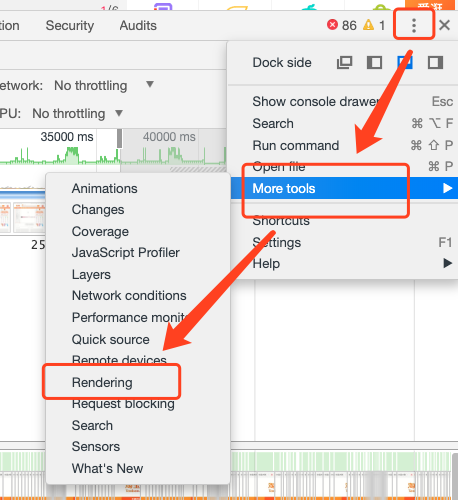 1/6
逛逛
tion Security Audits 86 1
etwork: No throttling
PU: No throttling
35000 ms 40000 ms
Dock side
Show console drawer Esc
Search ⌘ ⌥ F
Run command ⌘ ⇧ P
Open file ⌘ P
More tools
Shortcuts
Settings F1
Help
Animations
Changes
Coverage
JavaScript Profiler
Layers
Network conditions
Performance monit
Quick source
Remote devices
Rendering
Request blocking
Search
Sensors
What's New
25